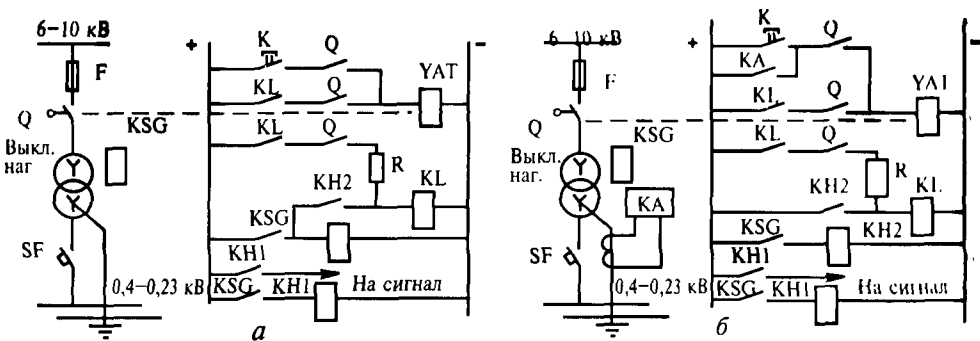 6–10 кВ
F
Q
KSG
Выкл.
наг
SF
0,4–0,23 кВ
+
–
K
Q
YAT
KL
Q
KL
Q
R
KH2
KL
KSG
KH1
KSG
KH1
На сигнал
а
6 10 кВ
F
Q
KSG
Выкл.
наг.
KA
SF
0,4–0,23 кВ
+
–
K
Q
KA
YA1
KL
Q
KL
Q
KH2
R
KL
KSG
KH2
KH1
KSG
KH1
На сигнал
б
Y
Y
Y
Y